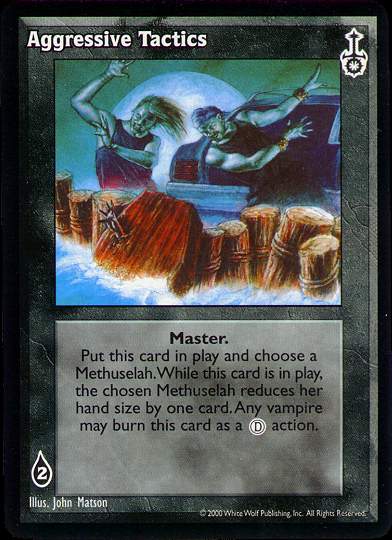 Aggressive Tactics
Master.
Put this card in play and choose a
Methuselah. While this card is in play,
the chosen Methuselah reduces her
hand size by one card. Any vampire
may burn this card as a Ⓓ action.
2
Illus. John Matson
© 2000 White Wolf Publishing, Inc. All Rights Reserved.